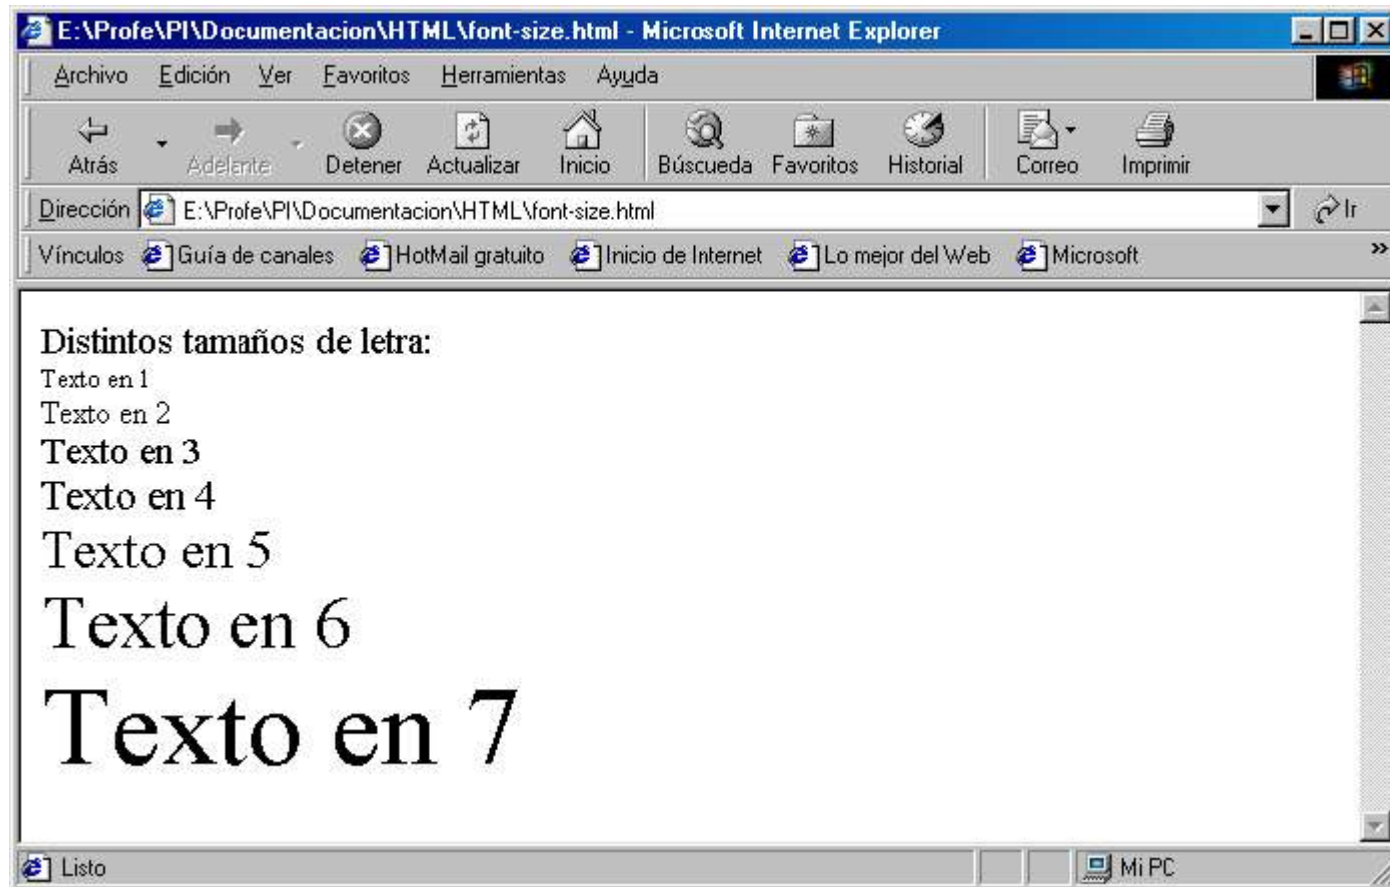 E:\Profe\PI\Documentacion\HTML\font-size.html - Microsoft Internet Explorer
Archivo Edición Ver Favoritos Herramientas Ayuda
Atrás Adelante Detener Actualizar Inicio Búsqueda Favoritos Historial Correo Imprimir
Dirección E:\Profe\PI\Documentacion\HTML\font-size.html Ir
Vínculos Guía de canales HotMail gratuito Inicio de Internet Lo mejor del Web Microsoft »
Distintos tamaños de letra:
Texto en 1
Texto en 2
Texto en 3
Texto en 4
Texto en 5
Texto en 6
Texto en 7
Listo Mi PC